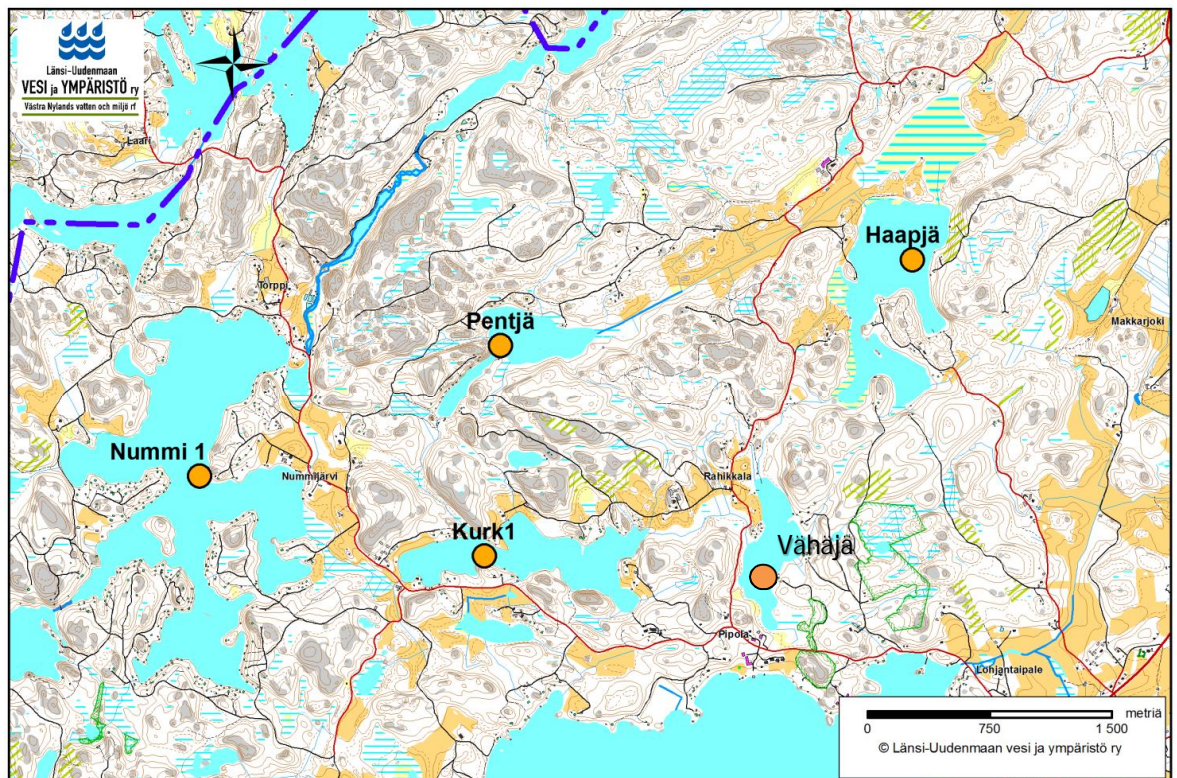 Länsi-Uudenmaan
VESI ja YMPÄRISTÖ ry
Västra Nylands vatten och miljö rf
Laari
Haapjä
Torppi
Pentjä
Makkarjoki
Nummi 1
Nummijärvi
Rahikkala
Kurk1
Vähäjä
Pipola
Lohjantaipale
metriä
0 750 1 500
© Länsi-Uudenmaan vesi ja ympäristö ry